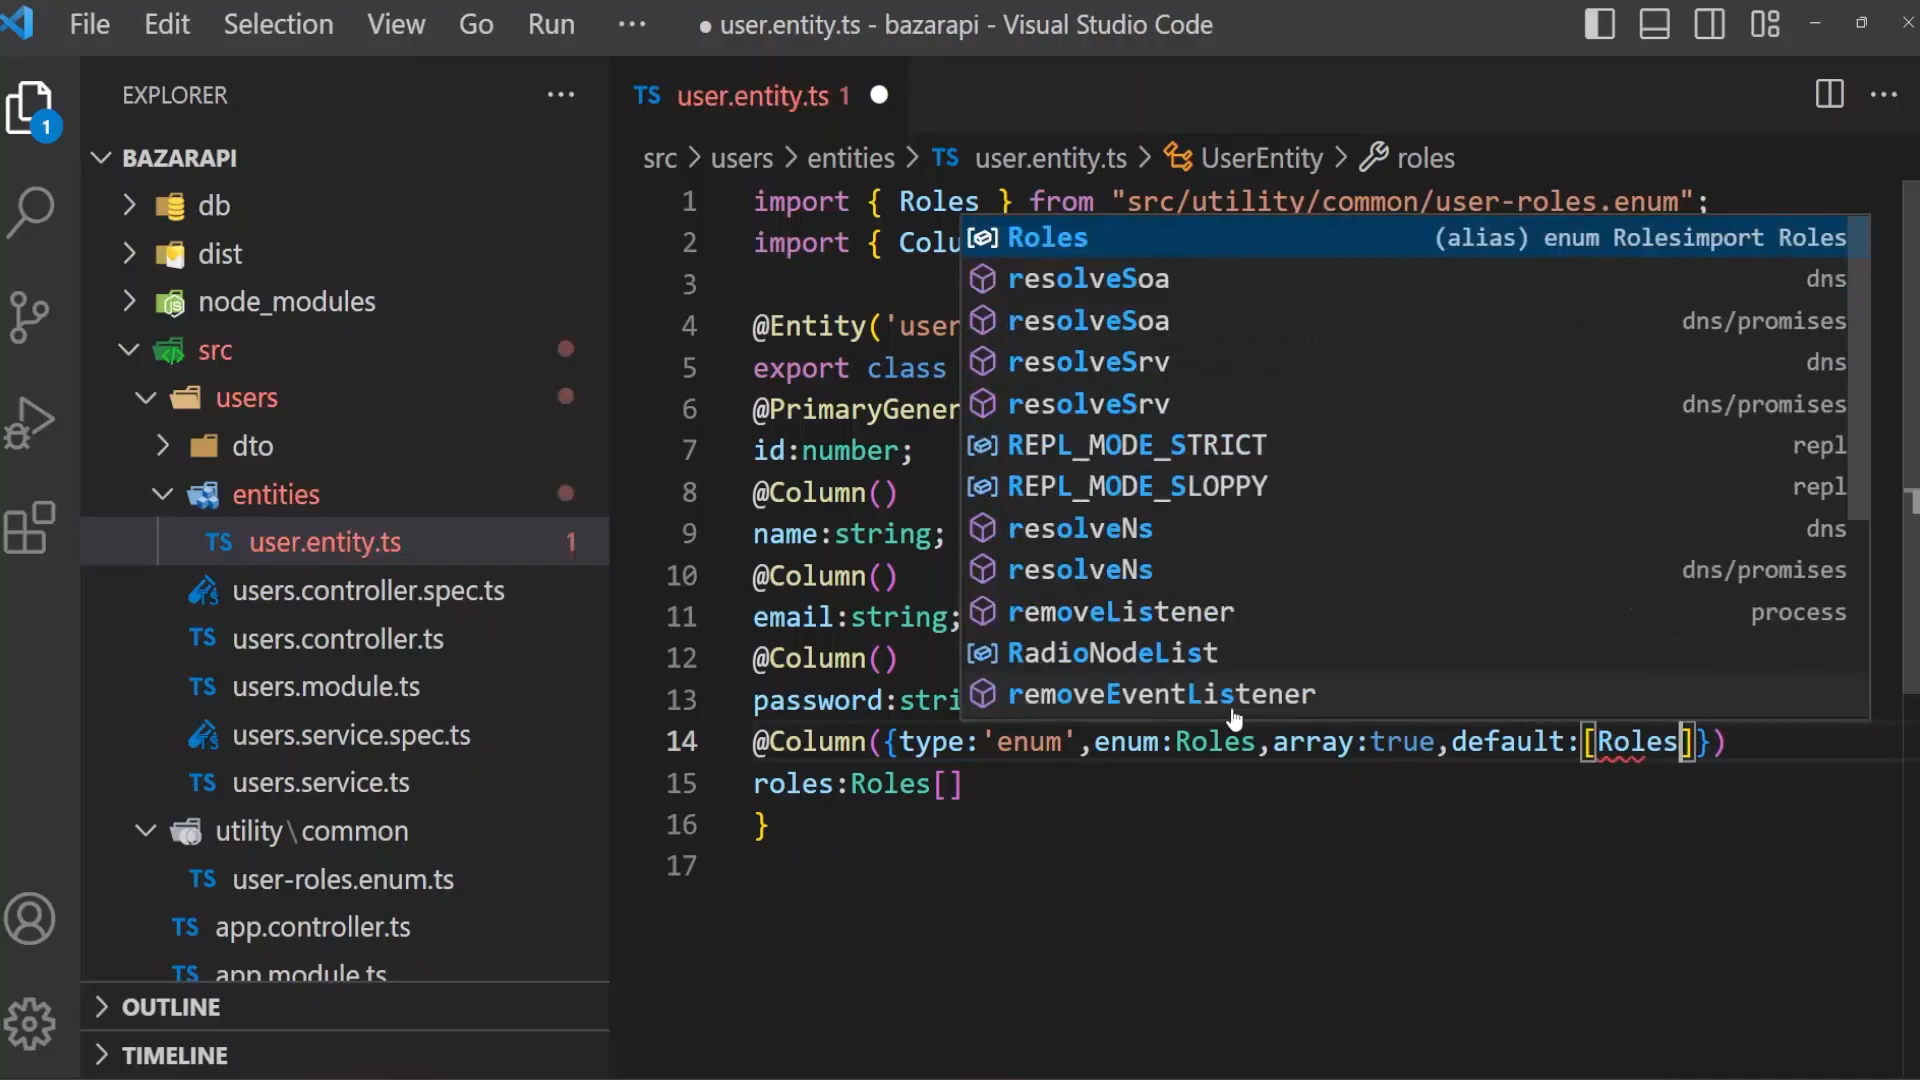 File Edit Selection View Go Run ··· ● user.entity.ts - bazarapi - Visual Studio Code
EXPLORER ···
1
BAZARAPI
db
dist
node_modules
src
users
dto
entities
TS user.entity.ts 1
users.controller.spec.ts
TS users.controller.ts
TS users.module.ts
users.service.spec.ts
TS users.service.ts
utility\common
TS user-roles.enum.ts
TS app.controller.ts
TS app.module.ts
OUTLINE
TIMELINE
TS user.entity.ts 1 ● ···
src > users > entities > TS user.entity.ts > UserEntity > roles
1 import { Roles } from "src/utility/common/user-roles.enum";
2 import { Colu
3
4 @Entity('user
5 export class
6 @PrimaryGener
7 id:number;
8 @Column()
9 name:string;
10 @Column()
11 email:string;
12 @Column()
13 password:stri
14 @Column({type:'enum',enum:Roles,array:true,default:[Roles]})
15 roles:Roles[]
16 }
17
Roles (alias) enum Rolesimport Roles
resolveSoa dns
resolveSoa dns/promises
resolveSrv dns
resolveSrv dns/promises
REPL_MODE_STRICT repl
REPL_MODE_SLOPPY repl
resolveNs dns
resolveNs dns/promises
removeListener process
RadioNodeList
removeEventListener